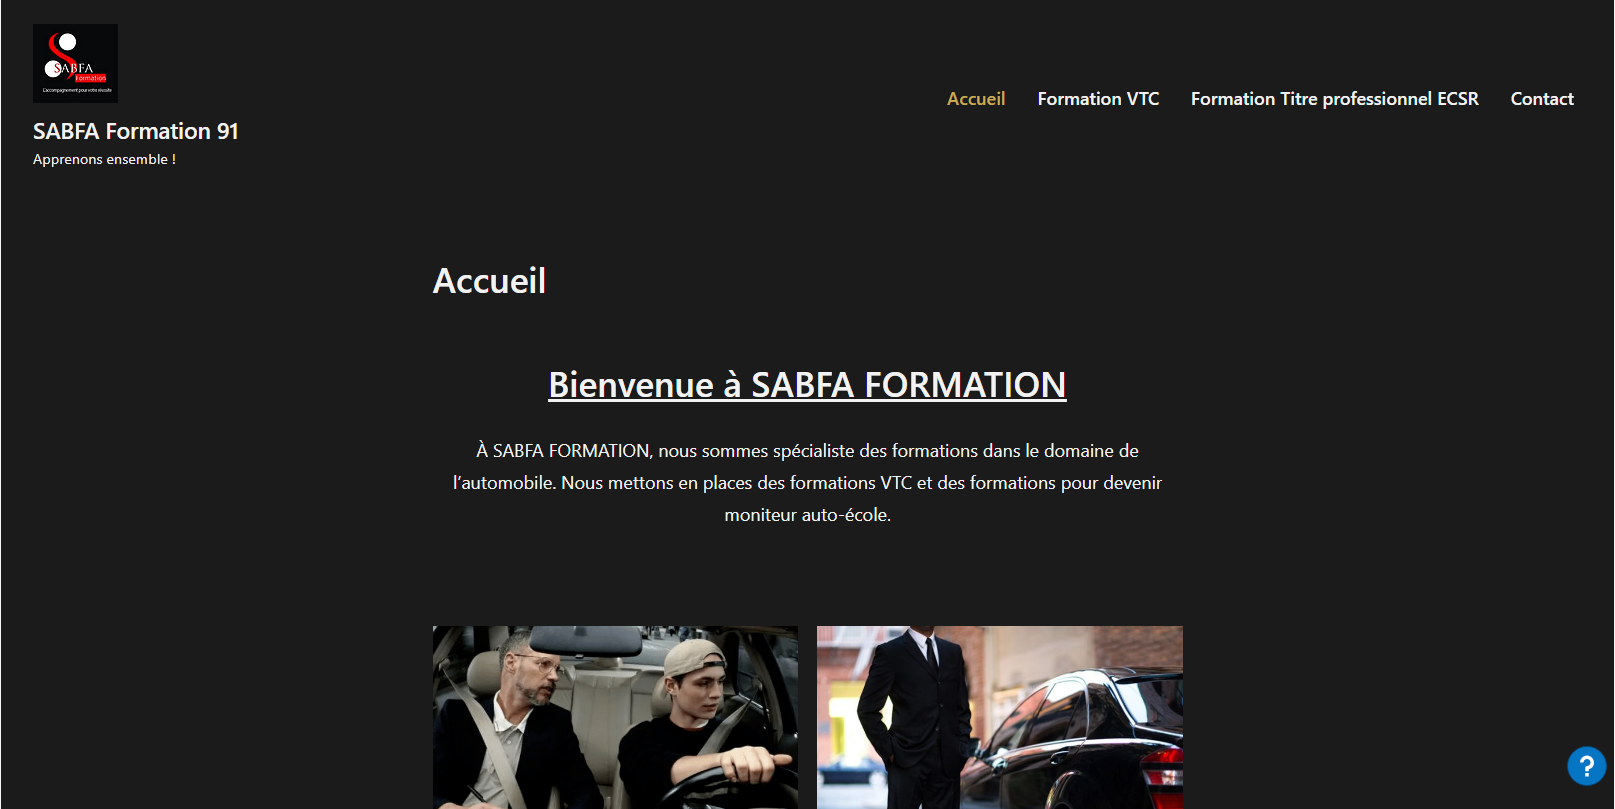 SABFA
Formation
L'accompagnement pour votre réussite
SABFA Formation 91
Apprenons ensemble !
Accueil
Formation VTC
Formation Titre professionnel ECSR
Contact
Accueil
Bienvenue à SABFA FORMATION
À SABFA FORMATION, nous sommes spécialiste des formations dans le domaine de
l’automobile. Nous mettons en places des formations VTC et des formations pour devenir
moniteur auto-école.
?